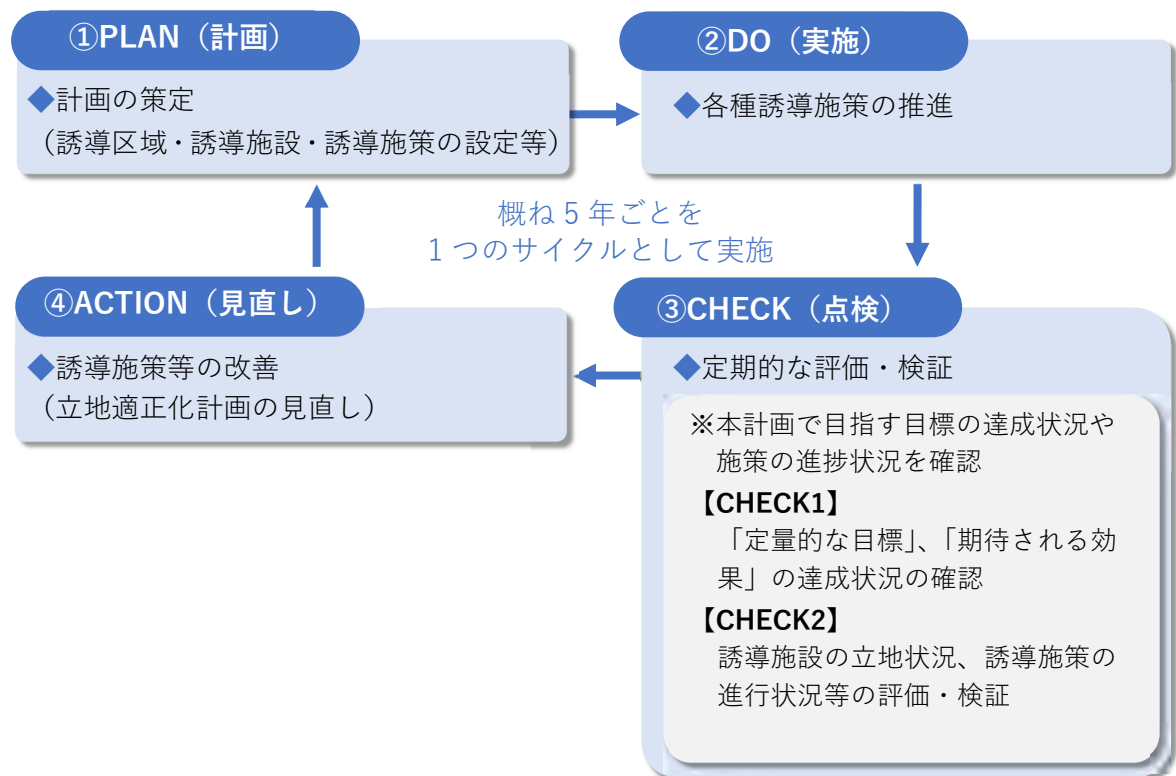 ①PLAN（計画）
◆計画の策定
（誘導区域・誘導施設・誘導施策の設定等）
②DO（実施）
◆各種誘導施策の推進
概ね５年ごとを
１つのサイクルとして実施
③CHECK（点検）
◆定期的な評価・検証
※本計画で目指す目標の達成状況や
施策の進捗状況を確認
【CHECK1】
「定量的な目標」、「期待される効
果」の達成状況の確認
【CHECK2】
誘導施設の立地状況、誘導施策の
進行状況等の評価・検証
④ACTION（見直し）
◆誘導施策等の改善
（立地適正化計画の見直し）